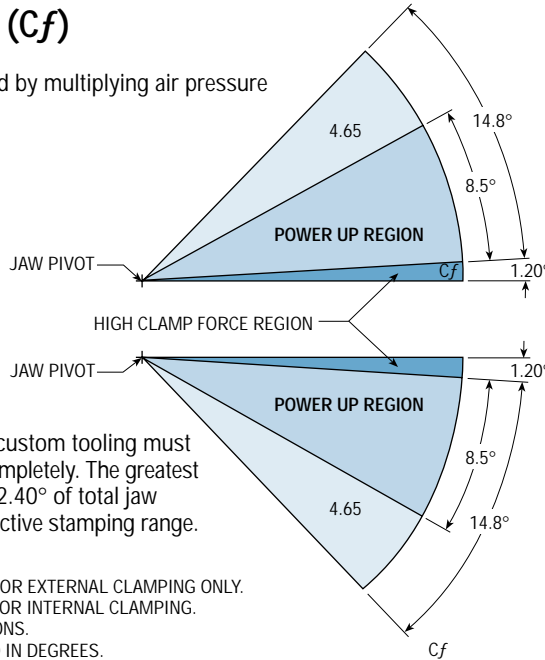 (Cf)
d by multiplying air pressure
14.8°
4.65
8.5°
POWER UP REGION
JAW PIVOT
Cf
1.20°
HIGH CLAMP FORCE REGION
JAW PIVOT
1.20°
POWER UP REGION
custom tooling must
mpletely. The greatest
2.40° of total jaw
ctive stamping range.
8.5°
4.65
14.8°
OR EXTERNAL CLAMPING ONLY.
OR INTERNAL CLAMPING.
ONS.
IN DEGREES.
Cf